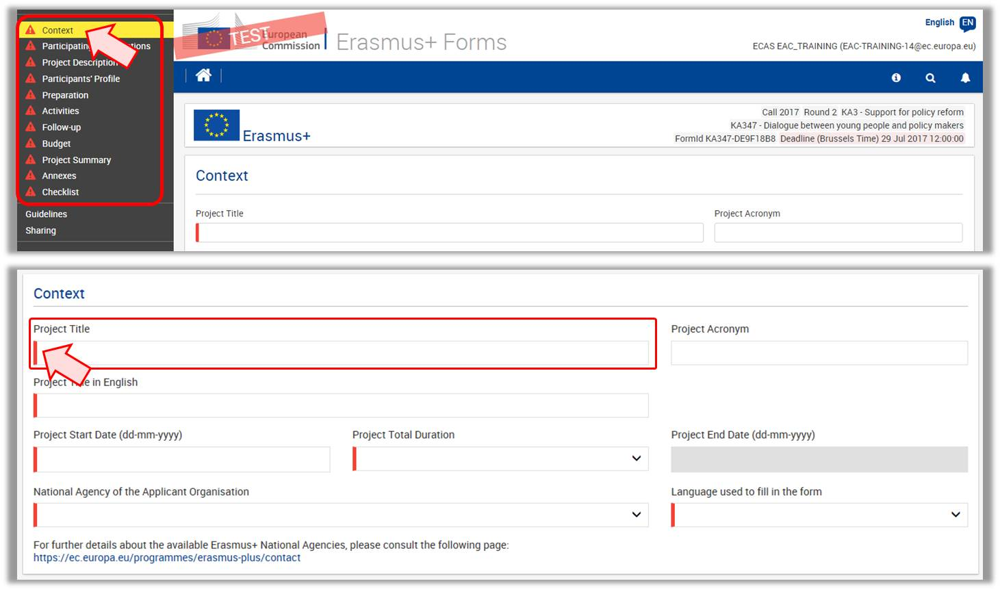 Context
Participating
ions
Project Description
Participants' Profile
Preparation
Activities
Follow-up
Budget
Project Summary
Annexes
Checklist
Guidelines
Sharing
TEST
European
Commission
Erasmus+ Forms
English EN
ECAS EAC_TRAINING (EAC-TRAINING-14@ec.europa.eu)
Erasmus+
Call 2017 Round 2 KA3 - Support for policy reform
KA347 - Dialogue between young people and policy makers
FormId KA347-DE9F18B8 Deadline (Brussels Time) 29 Jul 2017 12:00:00
Context
Project Title Project Acronym
Context
Project Title Project Acronym
Project Title in English
Project Start Date (dd-mm-yyyy) Project Total Duration Project End Date (dd-mm-yyyy)
National Agency of the Applicant Organisation Language used to fill in the form
For further details about the available Erasmus+ National Agencies, please consult the following page:
https://ec.europa.eu/programmes/erasmus-plus/contact